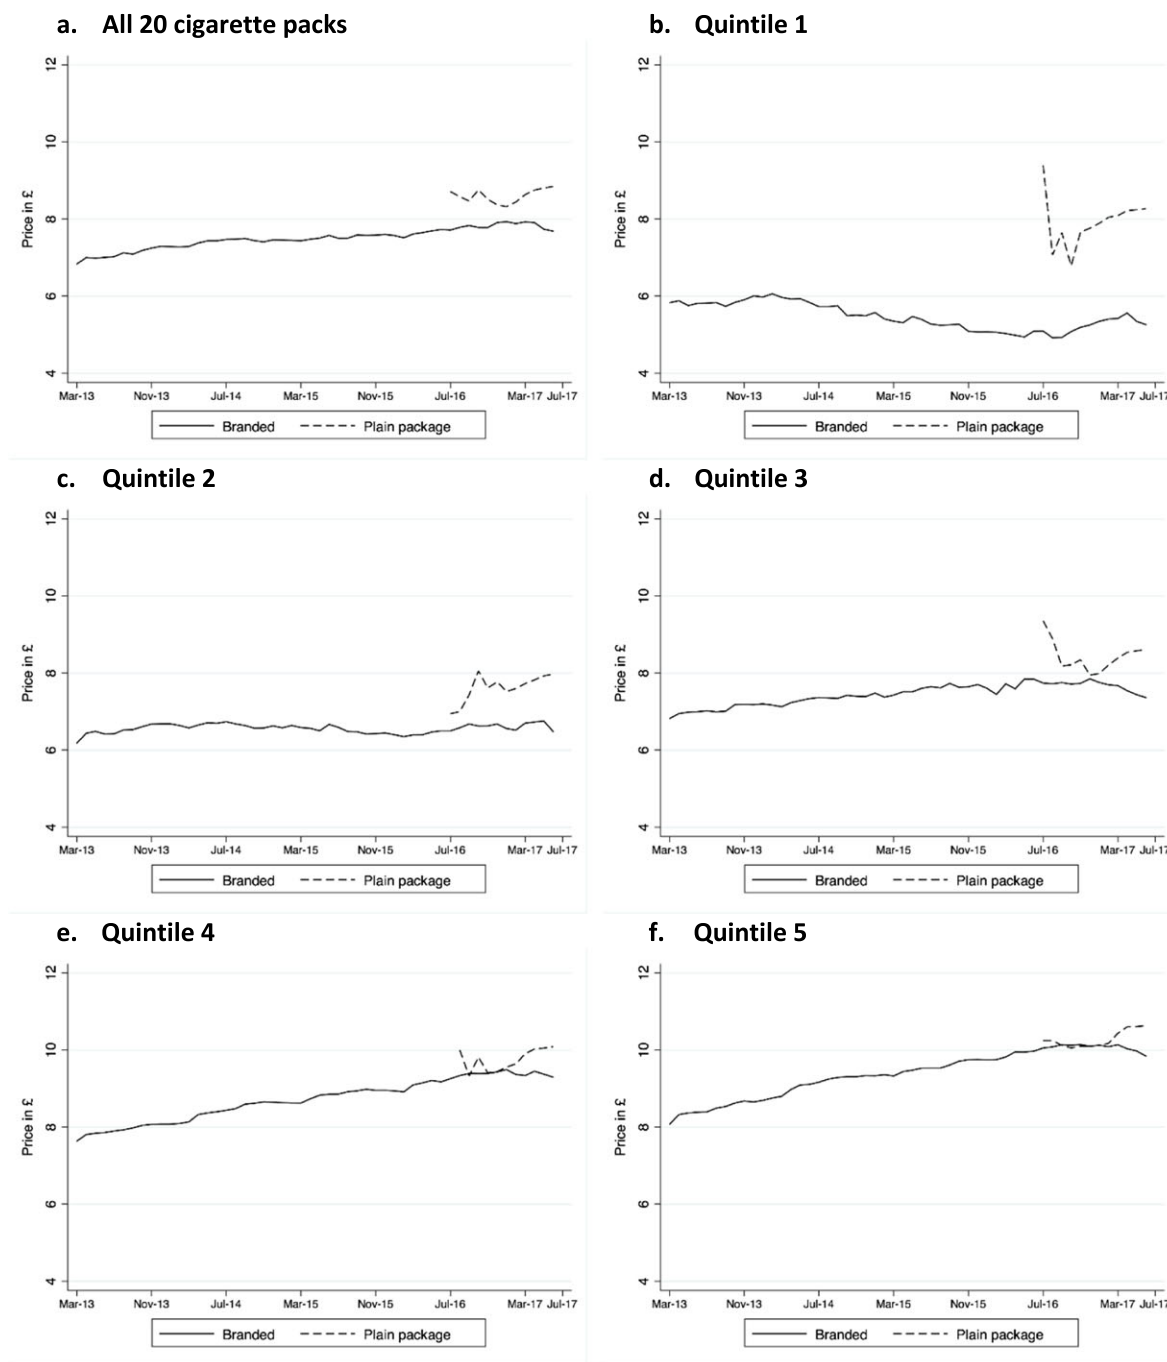 a. All 20 cigarette packs
12
10
8
6
4
Price in £
Mar-13 Nov-13 Jul-14 Mar-15 Nov-15 Jul-16 Mar-17 Jul-17
Branded Plain package
b. Quintile 1
12
10
8
6
4
Price in £
Mar-13 Nov-13 Jul-14 Mar-15 Nov-15 Jul-16 Mar-17 Jul-17
Branded Plain package
c. Quintile 2
12
10
8
6
4
Price in £
Mar-13 Nov-13 Jul-14 Mar-15 Nov-15 Jul-16 Mar-17 Jul-17
Branded Plain package
d. Quintile 3
12
10
8
6
4
Price in £
Mar-13 Nov-13 Jul-14 Mar-15 Nov-15 Jul-16 Mar-17 Jul-17
Branded Plain package
e. Quintile 4
12
10
8
6
4
Price in £
Mar-13 Nov-13 Jul-14 Mar-15 Nov-15 Jul-16 Mar-17 Jul-17
Branded Plain package
f. Quintile 5
12
10
8
6
4
Price in £
Mar-13 Nov-13 Jul-14 Mar-15 Nov-15 Jul-16 Mar-17 Jul-17
Branded Plain package